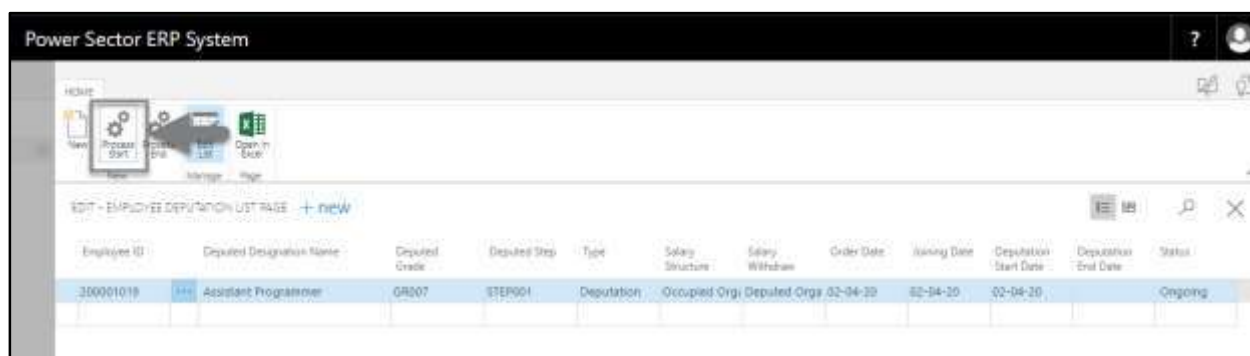 Power Sector ERP System ?
HOME
New Process Start End Edit List Open in Excel
New Manage Page
EDIT - EMPLOYEE DEPUTATION LIST PAGE + new
Employee ID Deputed Designation Name Deputed Grade Deputed Step Type Salary Structure Salary Withdraw Order Date Joining Date Deputation Start Date Deputation End Date Status
200001019 ... Assistant Programmer GR007 STEP001 Deputation Occupied Orga Deputed Orga 02-04-20 02-04-20 02-04-20 Ongoing